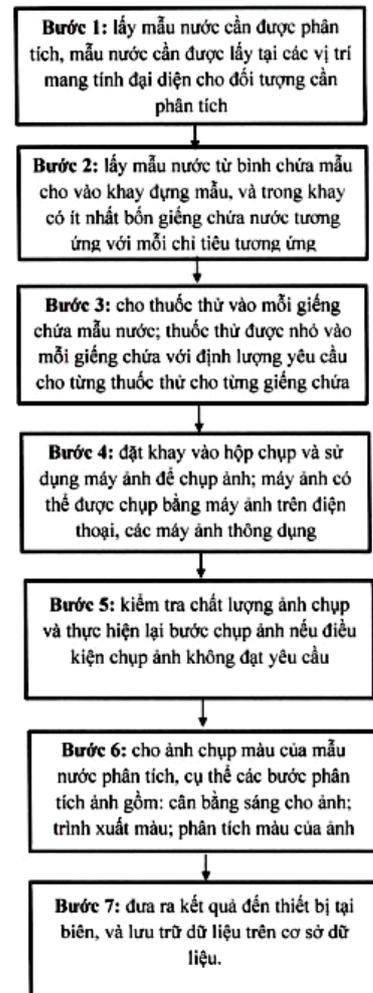 Bước 1: lấy mẫu nước cần được phân
tích, mẫu nước cần được lấy tại các vị trí
mang tính đại diện cho đối tượng cần
phân tích
Bước 2: lấy mẫu nước từ bình chứa mẫu
cho vào khay đựng mẫu, và trong khay
có ít nhất bốn giếng chứa nước tương
ứng với mỗi chỉ tiêu tương ứng
Bước 3: cho thuốc thử vào mỗi giếng
chứa mẫu nước; thuốc thử được nhỏ vào
mỗi giếng chứa với định lượng yêu cầu
cho từng thuốc thử cho từng giếng chứa
Bước 4: đặt khay vào hộp chụp và sử
dụng máy ảnh để chụp ảnh; máy ảnh có
thể được chụp bằng máy ảnh trên điện
thoại, các máy ảnh thông dụng
Bước 5: kiểm tra chất lượng ảnh chụp
và thực hiện lại bước chụp ảnh nếu điều
kiện chụp ảnh không đạt yêu cầu
Bước 6: cho ảnh chụp màu của mẫu
nước phân tích, cụ thể các bước phân
tích ảnh gồm: cân bằng sáng cho ảnh;
trình xuất màu; phân tích màu của ảnh
Bước 7: đưa ra kết quả đến thiết bị tại
biên, và lưu trữ dữ liệu trên cơ sở dữ
liệu.